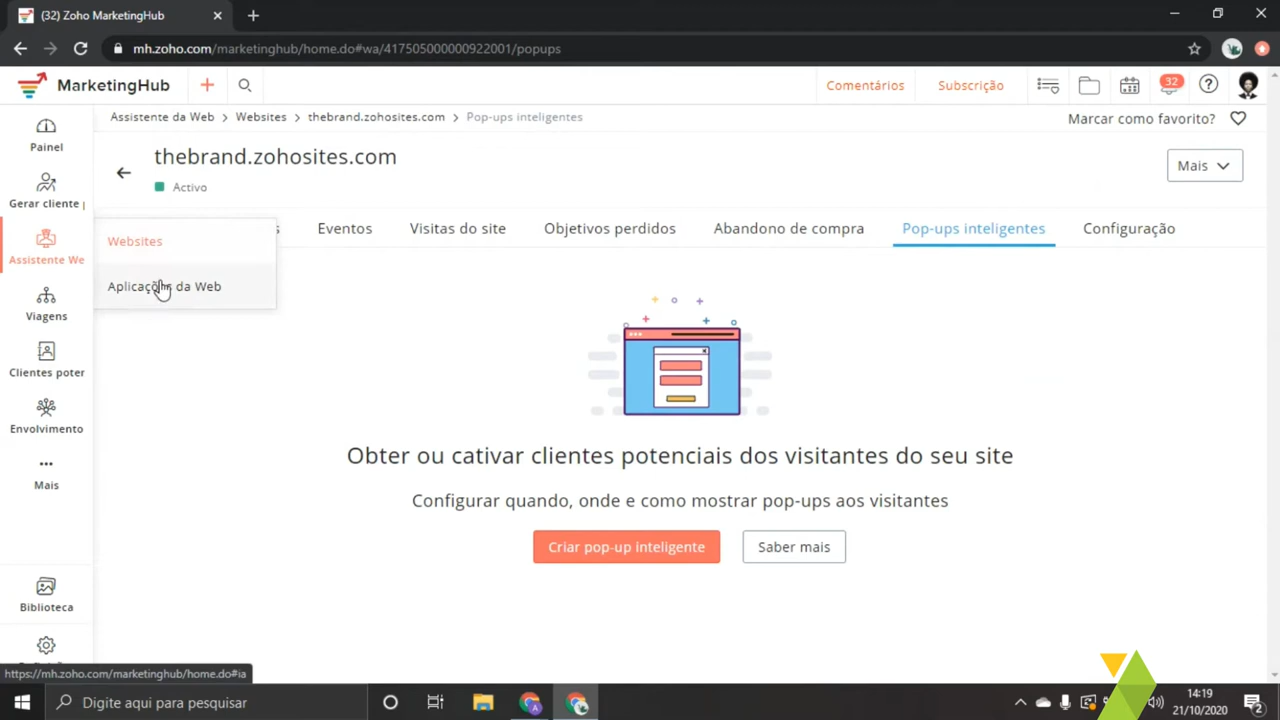 (32) Zoho MarketingHub
mh.zoho.com/marketinghub/home.do#wa/417505000000922001/popups
MarketingHub
Comentários
Subscrição
32
Painel
Gerar cliente
Assistente We
Viagens
Clientes poter
Envolvimento
Mais
Biblioteca
Assistente da Web > Websites > thebrand.zohosites.com > Pop-ups inteligentes
Marcar como favorito?
thebrand.zohosites.com
Activo
Mais
Websites
Aplicações da Web
Eventos
Visitas do site
Objetivos perdidos
Abandono de compra
Pop-ups inteligentes
Configuração
Obter ou cativar clientes potenciais dos visitantes do seu site
Configurar quando, onde e como mostrar pop-ups aos visitantes
Criar pop-up inteligente
Saber mais
https://mh.zoho.com/marketinghub/home.do#ia
Digite aqui para pesquisar
14:19
21/10/2020
2